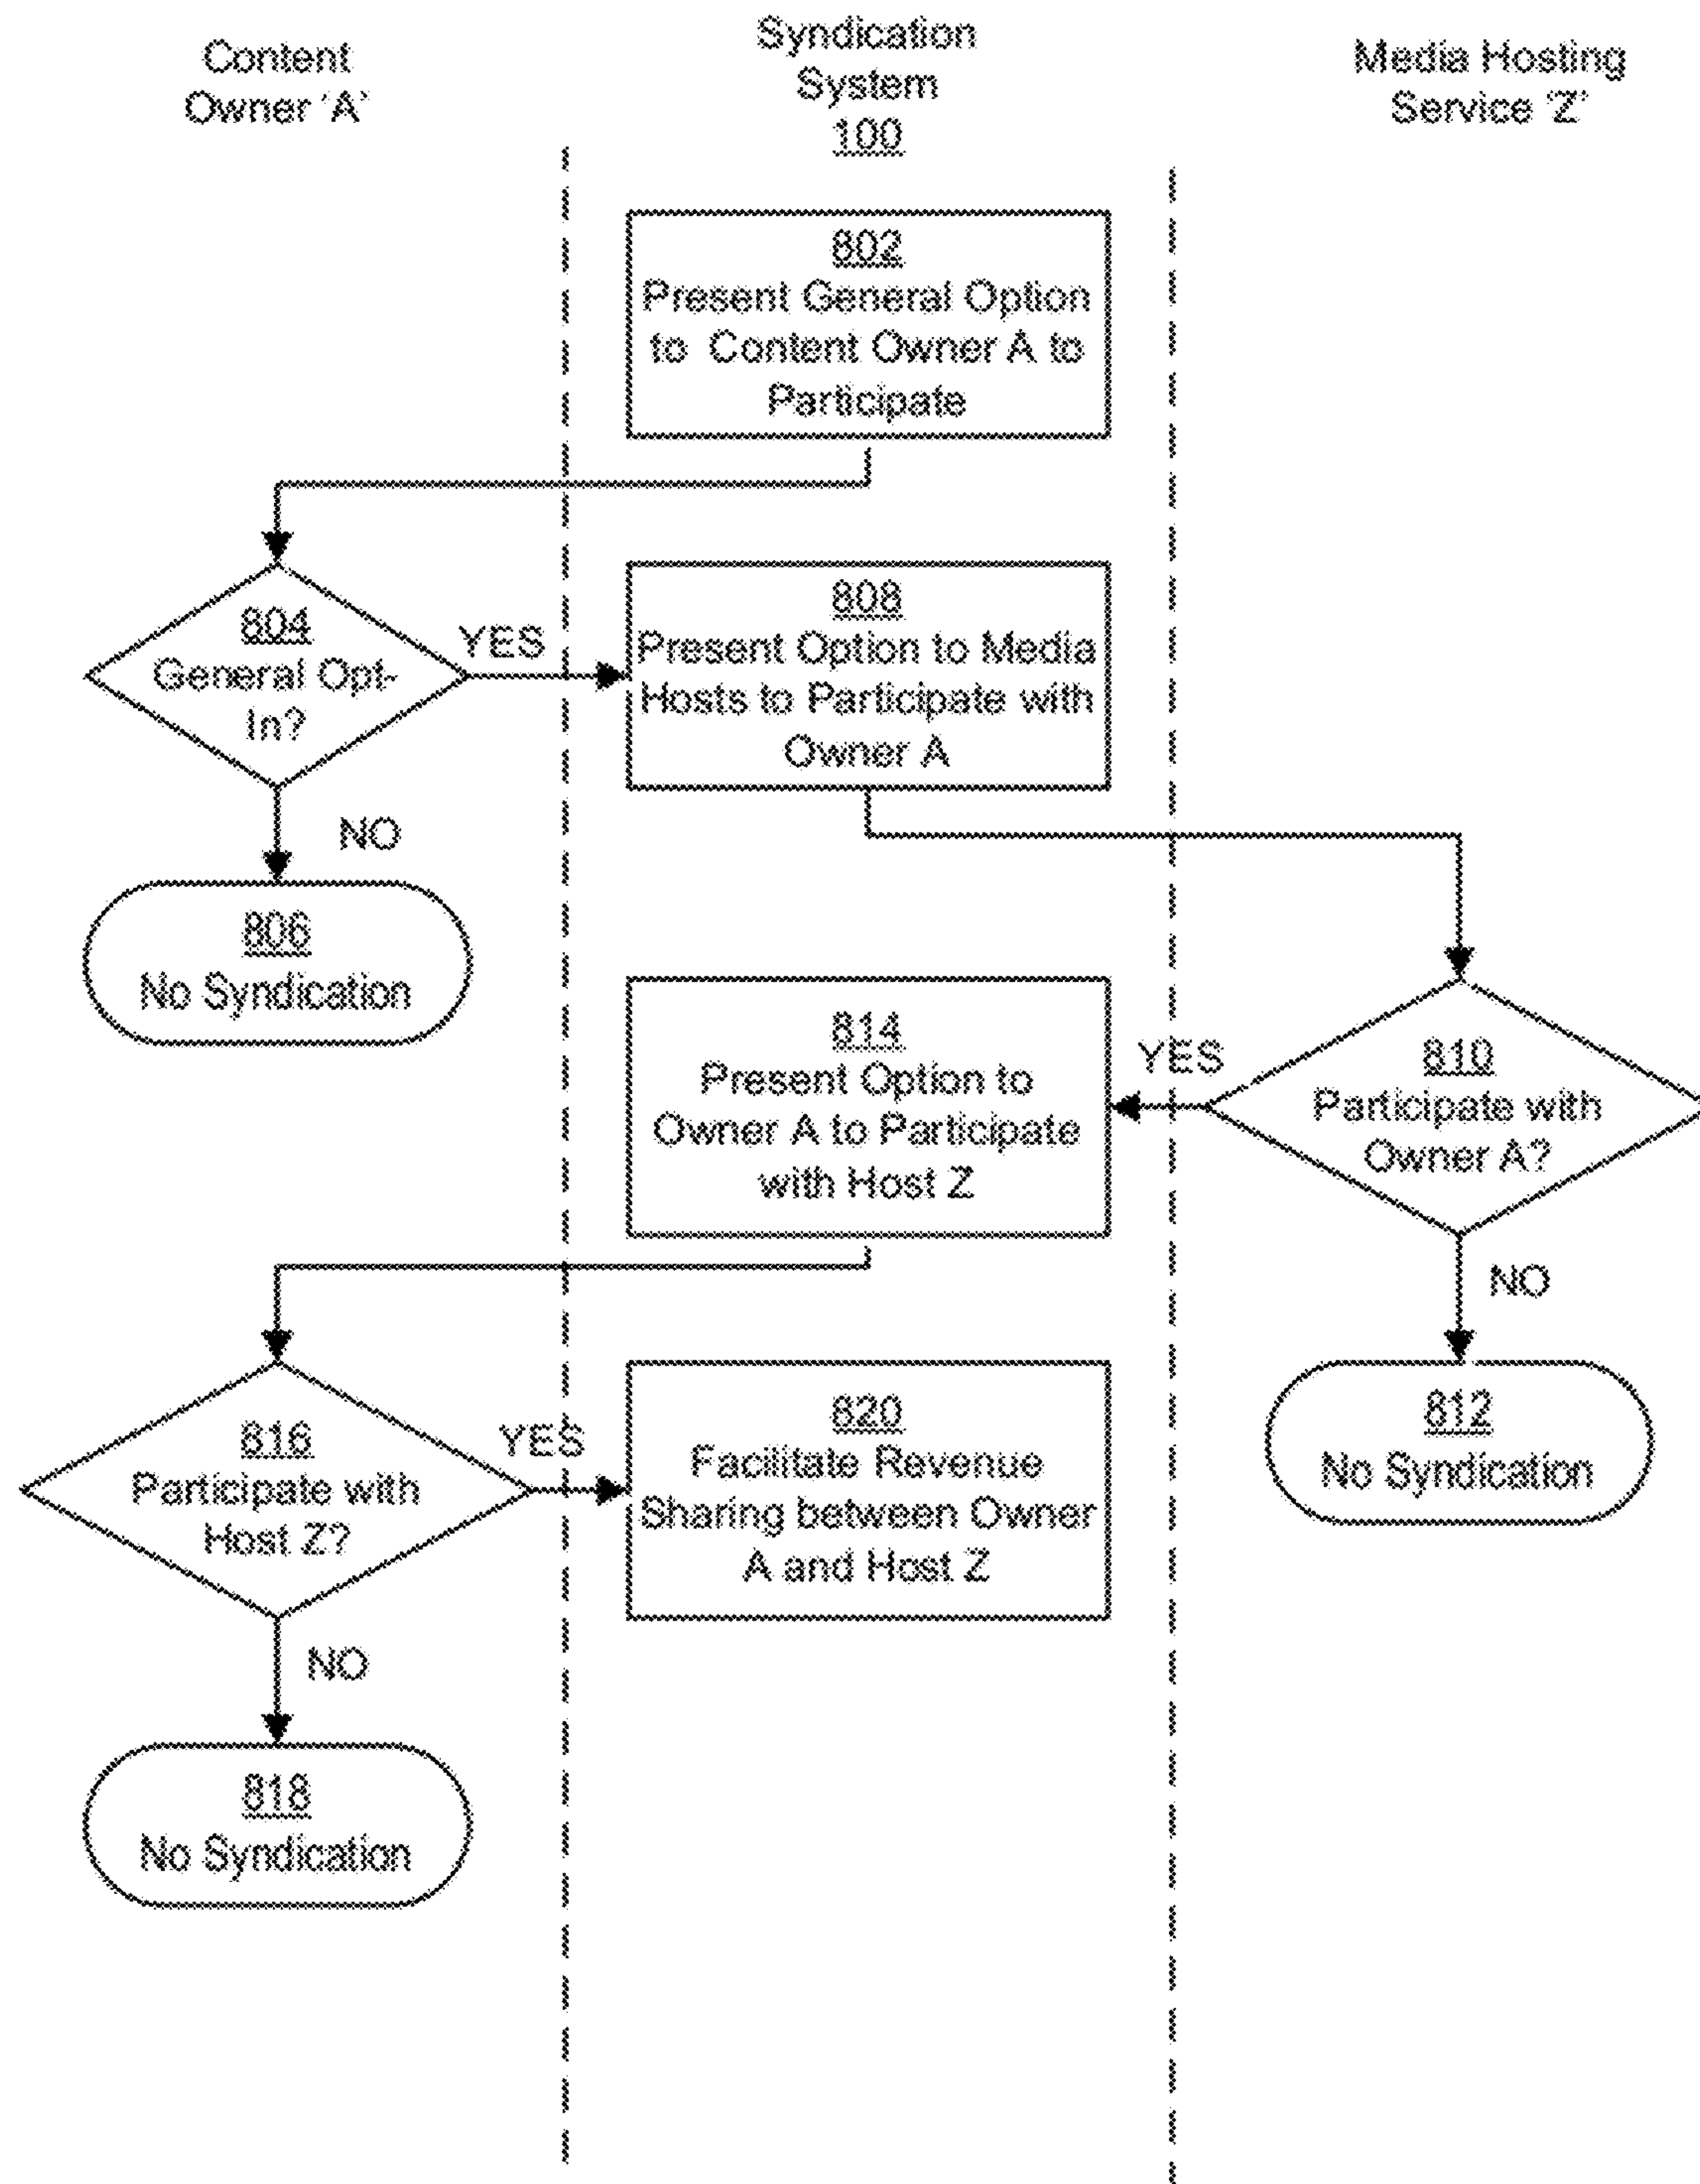 Content
Owner 'A'
Syndication
System
100
Media Hosting
Service 'Z'
802
Present General Option
to Content Owner A to
Participate
804
General Opt-
In?
YES
NO
806
No Syndication
808
Present Option to Media
Hosts to Participate with
Owner A
810
Participate with
Owner A?
YES
NO
812
No Syndication
814
Present Option to
Owner A to Participate
with Host Z
816
Participate with
Host Z?
YES
NO
818
No Syndication
820
Facilitate Revenue
Sharing between Owner
A and Host Z